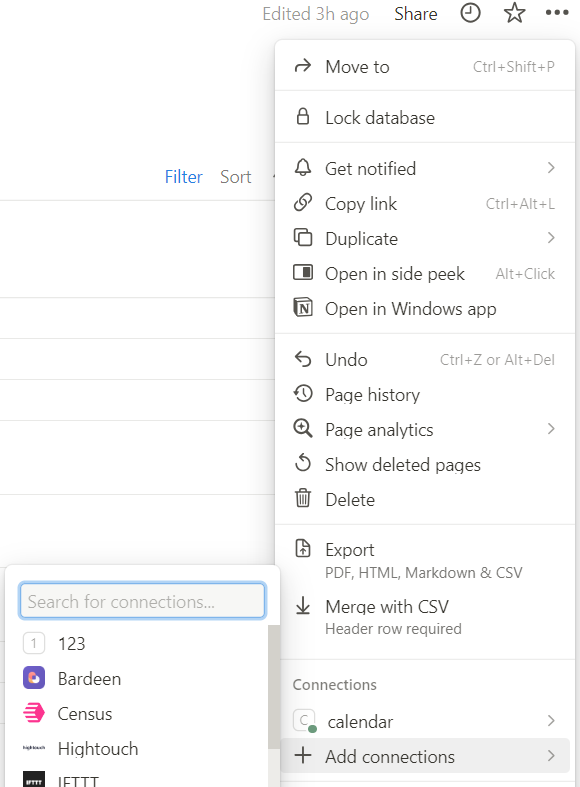 Edited 3h ago Share
Move to Ctrl+Shift+P
Lock database
Filter Sort
Get notified
Copy link Ctrl+Alt+L
Duplicate
Open in side peek Alt+Click
Open in Windows app
Undo Ctrl+Z or Alt+Del
Page history
Page analytics
Show deleted pages
Delete
Export
PDF, HTML, Markdown & CSV
Merge with CSV
Header row required
Connections
C calendar
Add connections
Search for connections...
1 123
Bardeen
Census
hightouch Hightouch
IFTTT IFTTT